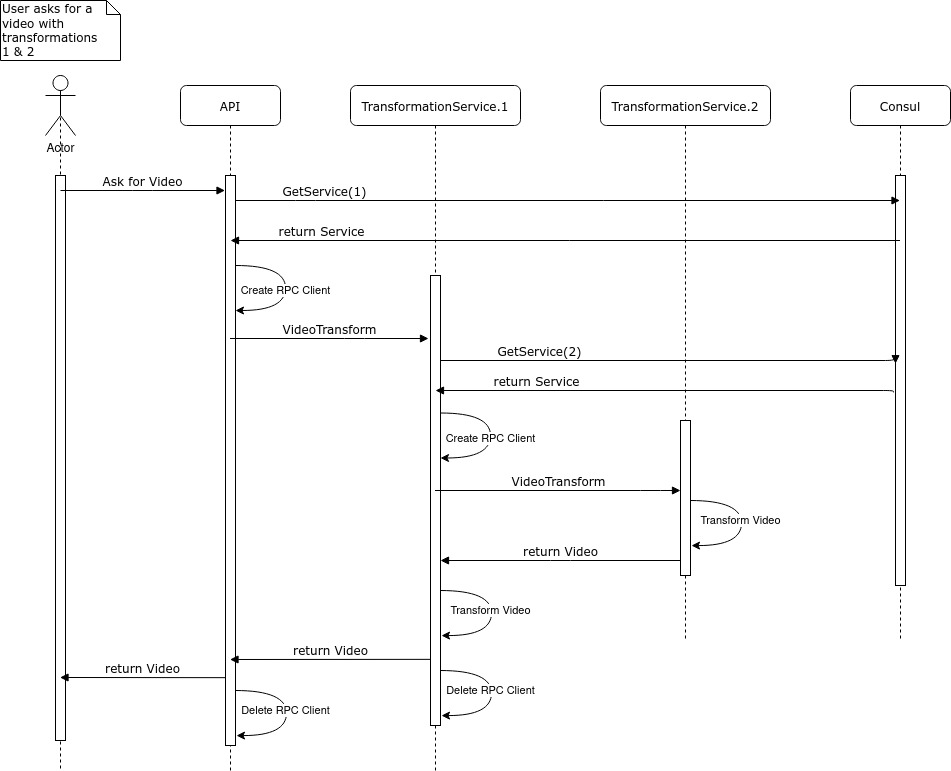 User asks for a
video with
transformations
1 & 2
Actor
API
TransformationService.1
TransformationService.2
Consul
Ask for Video
GetService(1)
return Service
Create RPC Client
VideoTransform
GetService(2)
return Service
Create RPC Client
VideoTransform
Transform Video
return Video
Transform Video
return Video
return Video
Delete RPC Client
Delete RPC Client